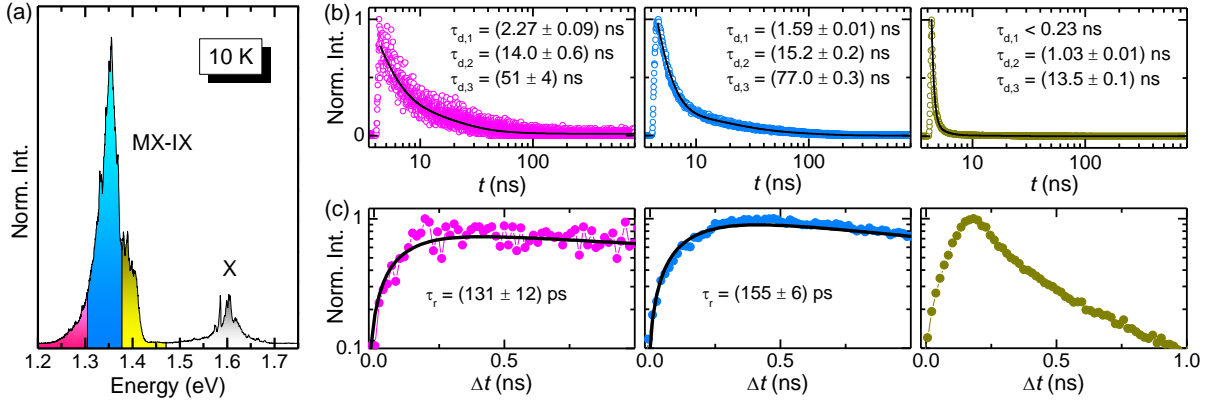 (a)
10 K
MX-IX
X
Norm. Int.
1.2 1.3 1.4 1.5 1.6 1.7
Energy (eV)
(b)
Norm. Int.
1
0
τd,1 = (2.27 ± 0.09) ns
τd,2 = (14.0 ± 0.6) ns
τd,3 = (51 ± 4) ns
10 100
t (ns)
τd,1 = (1.59 ± 0.01) ns
τd,2 = (15.2 ± 0.2) ns
τd,3 = (77.0 ± 0.3) ns
10 100
t (ns)
τd,1 < 0.23 ns
τd,2 = (1.03 ± 0.01) ns
τd,3 = (13.5 ± 0.1) ns
10 100
t (ns)
(c)
Norm. Int.
1
0.1
τr = (131 ± 12) ps
0.0 0.5
Δt (ns)
τr = (155 ± 6) ps
0.0 0.5
Δt (ns)
0.0 0.5 1.0
Δt (ns)